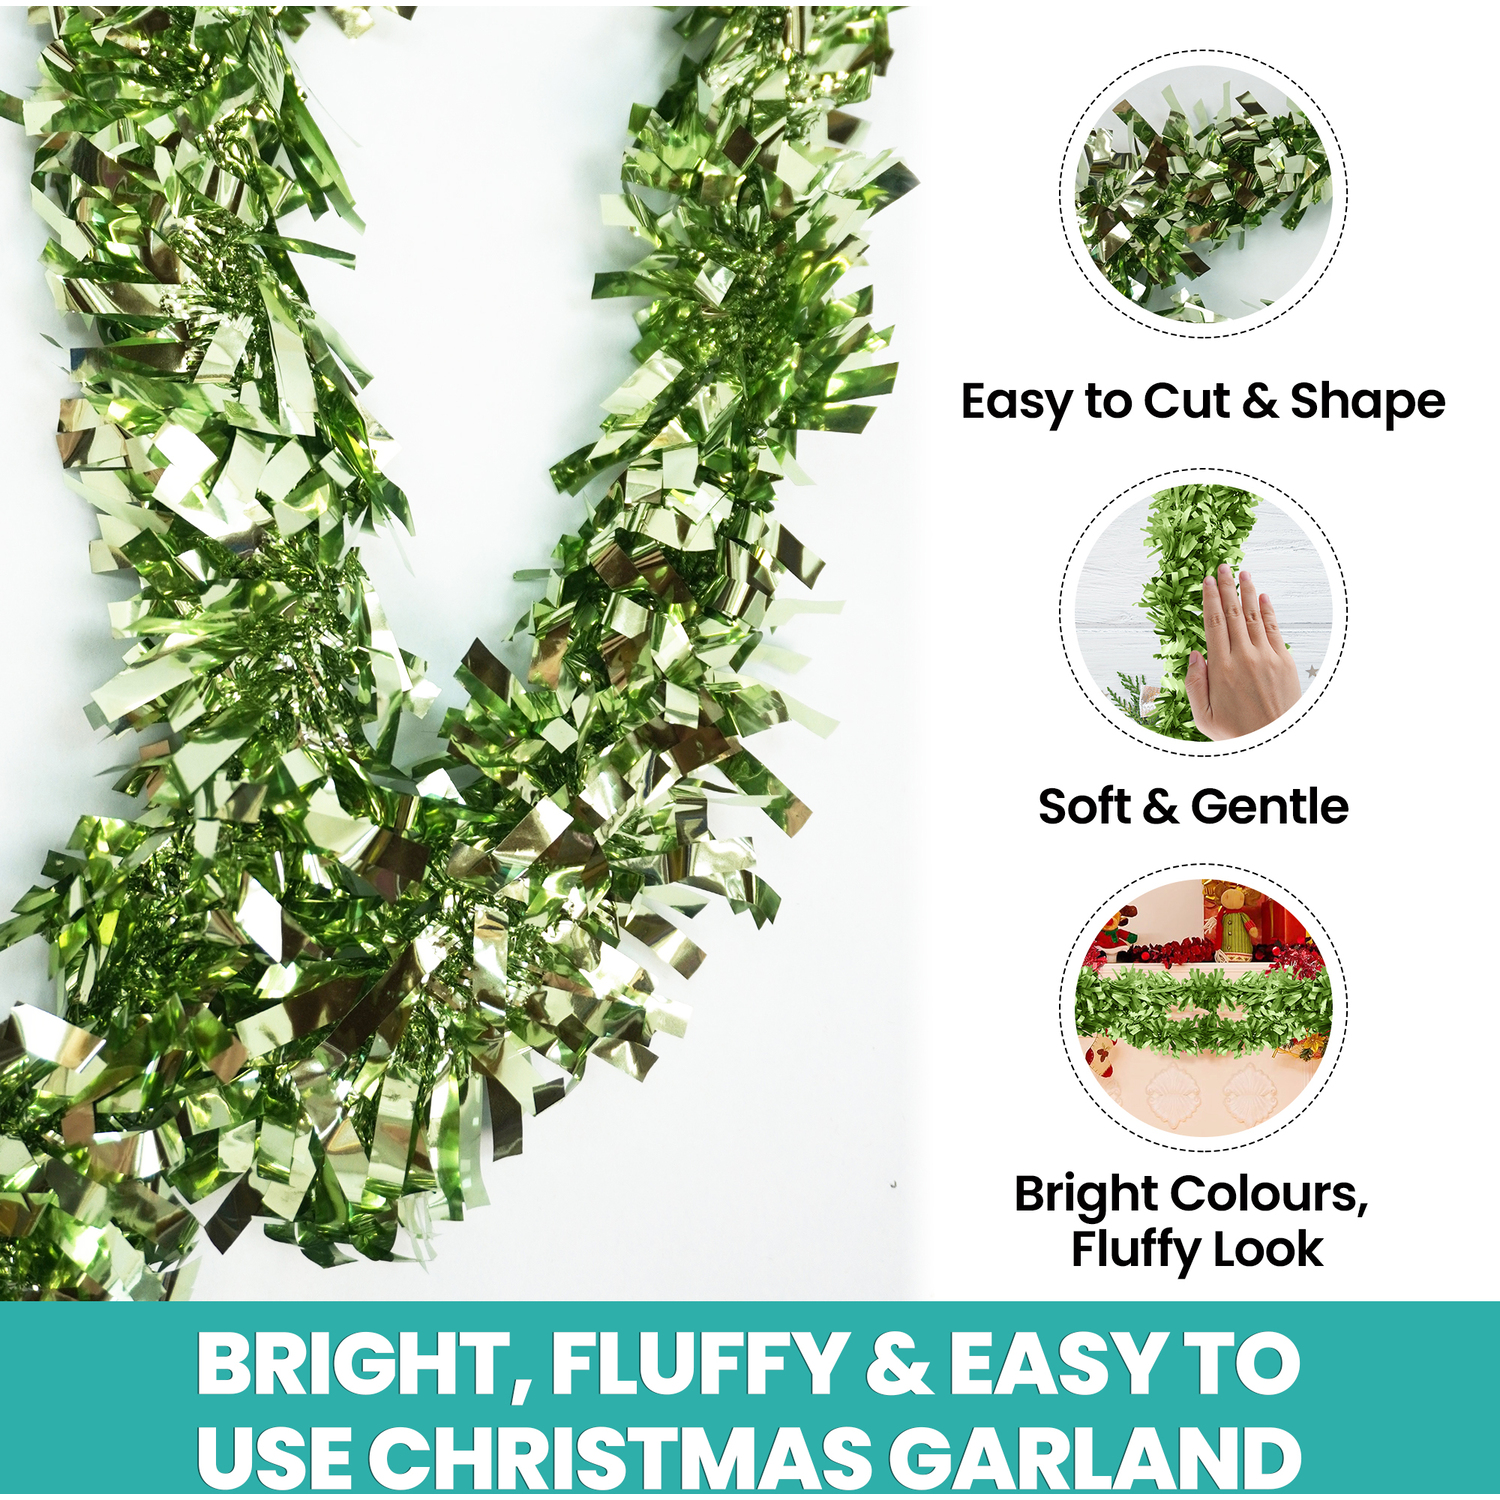 Easy to Cut & Shape
Soft & Gentle
Bright Colours,
Fluffy Look
BRIGHT, FLUFFY & EASY TO
USE CHRISTMAS GARLAND